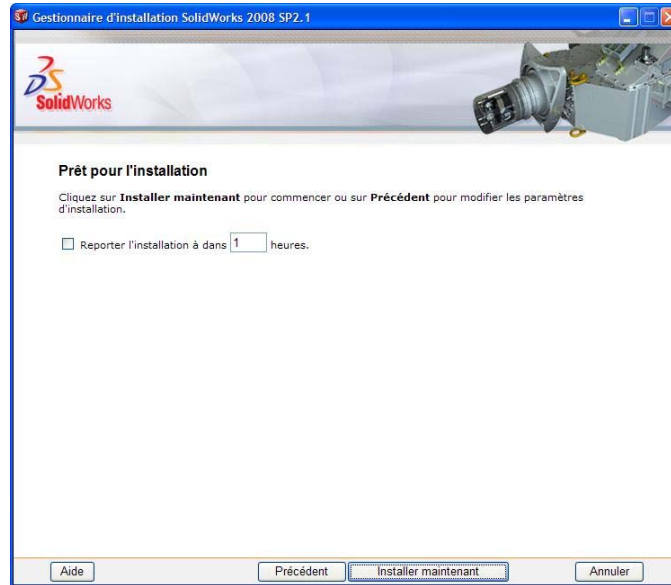 Gestionnaire d'installation SolidWorks 2008 SP2.1
SolidWorks
Prêt pour l'installation
Cliquez sur Installer maintenant pour commencer ou sur Précédent pour modifier les paramètres
d'installation.
Reporter l'installation à dans 1 heures.
Aide Précédent Installer maintenant Annuler